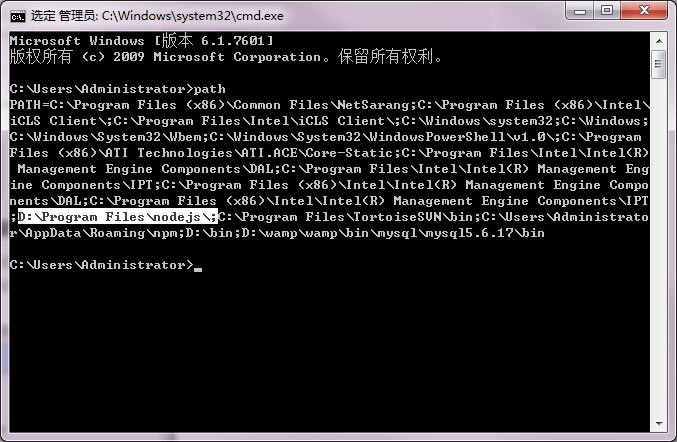 选定 管理员: C:\Windows\system32\cmd.exe
Microsoft Windows [版本 6.1.7601]
版权所有 (c) 2009 Microsoft Corporation。保留所有权利。
C:\Users\Administrator>path
PATH=C:\Program Files (x86)\Common Files\NetSarang;C:\Program Files (x86)\Intel\
iCLS Client\;C:\Program Files\Intel\iCLS Client\;C:\Windows\system32;C:\Windows;
C:\Windows\System32\Wbem;C:\Windows\System32\WindowsPowerShell\v1.0\;C:\Program
Files (x86)\ATI Technologies\ATI.ACE\Core-Static;C:\Program Files\Intel\Intel(R)
 Management Engine Components\DAL;C:\Program Files\Intel\Intel(R) Management Eng
ine Components\IPT;C:\Program Files (x86)\Intel\Intel(R) Management Engine Compo
nents\DAL;C:\Program Files (x86)\Intel\Intel(R) Management Engine Components\IPT
;D:\Program Files\nodejs\;C:\Program Files\TortoiseSVN\bin;C:\Users\Administrato
r\AppData\Roaming\npm;D:\bin;D:\wamp\wamp\bin\mysql\mysql5.6.17\bin
C:\Users\Administrator>